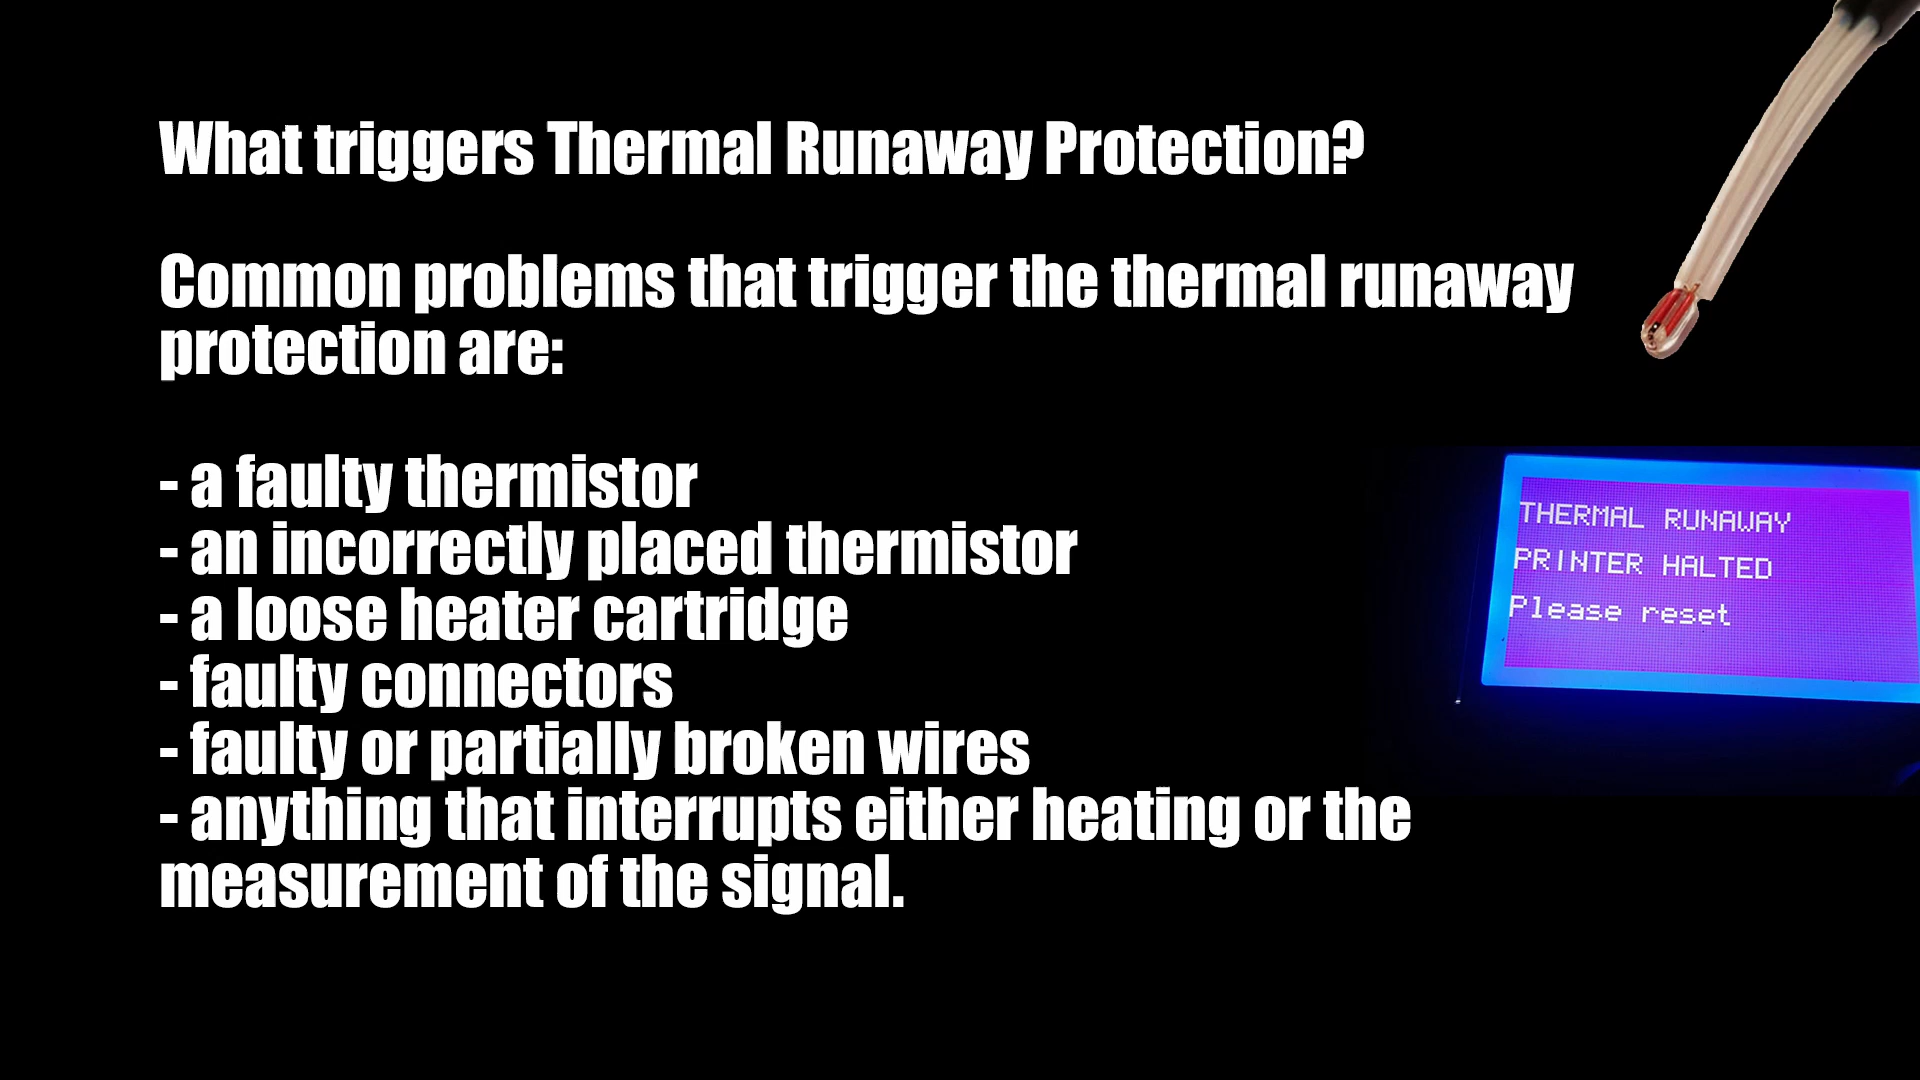 What triggers Thermal Runaway Protection?
Common problems that trigger the thermal runaway
protection are:
- a faulty thermistor
- an incorrectly placed thermistor
- a loose heater cartridge
- faulty connectors
- faulty or partially broken wires
- anything that interrupts either heating or the
measurement of the signal.
THERMAL RUNAWAY
PRINTER HALTED
Please reset